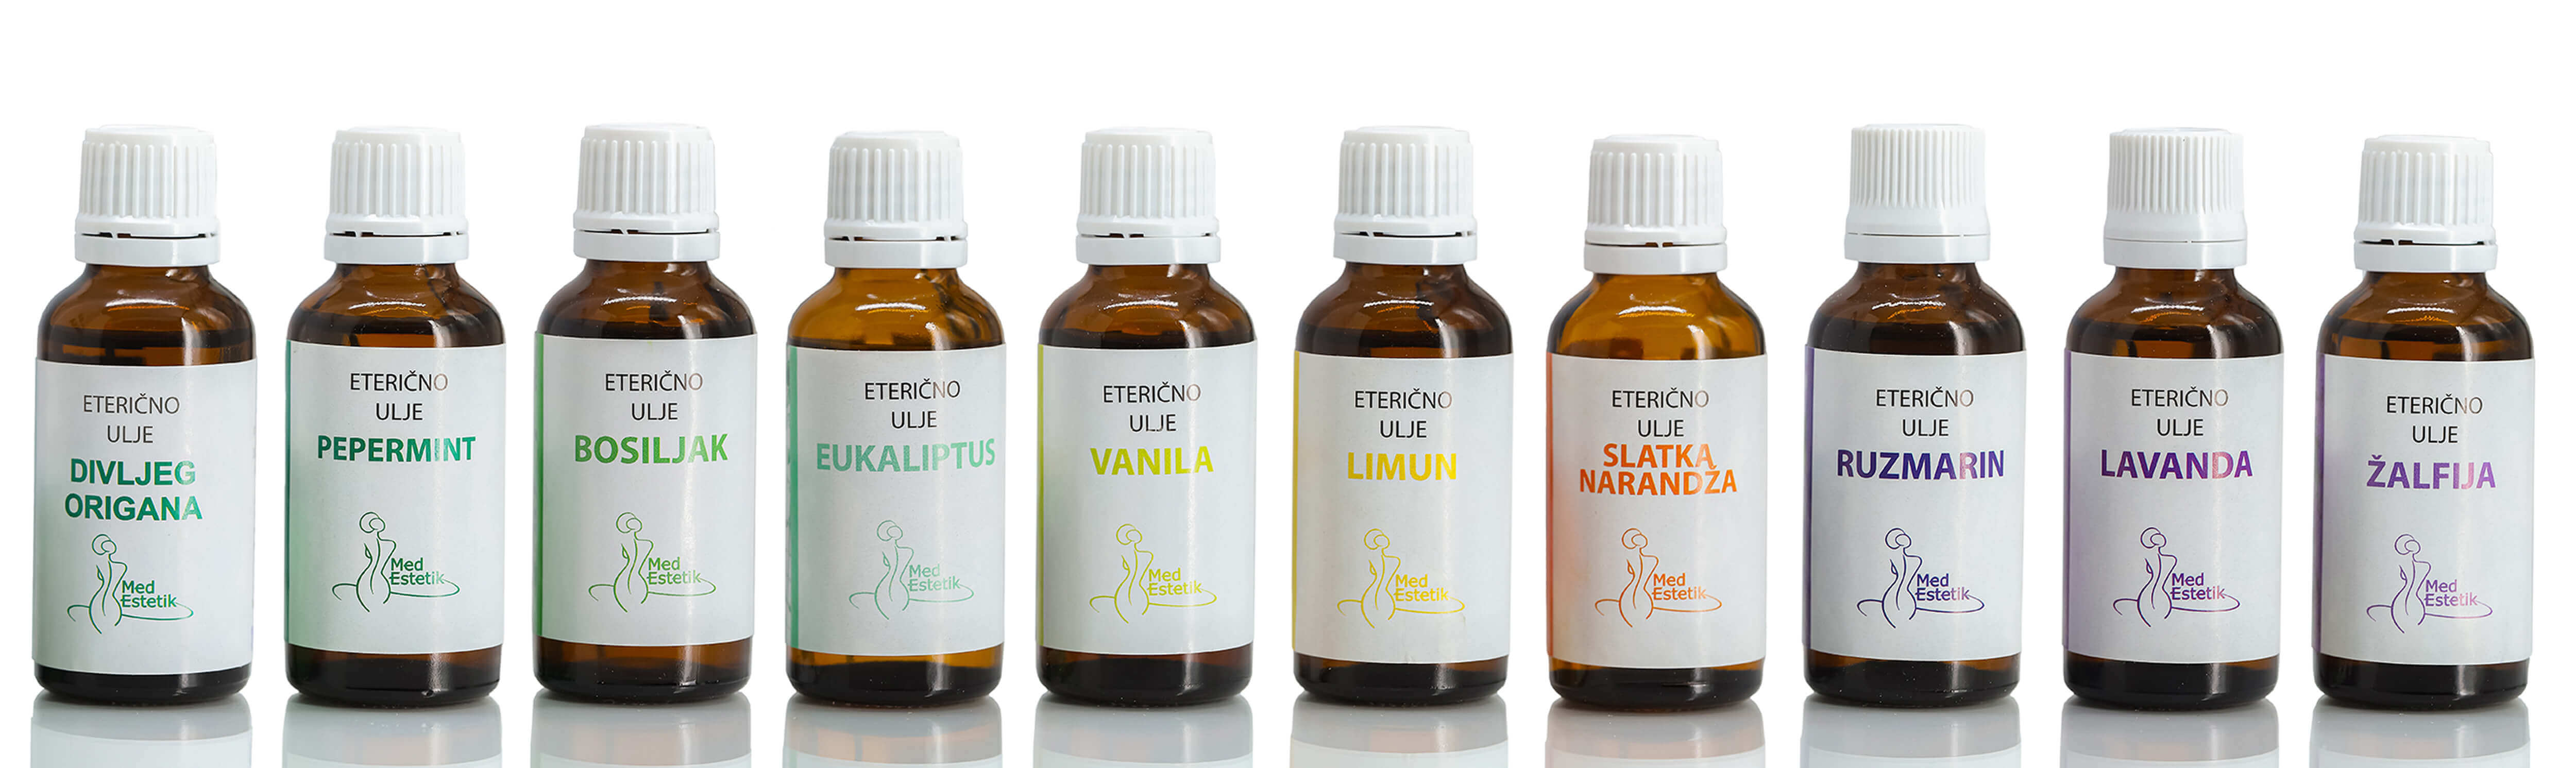 ETERIČNO
ULJE
DIVLJEG
ORIGANA
Med
Estetik
ETERIČNO
ULJE
PEPERMINT
Med
Estetik
ETERIČNO
ULJE
BOSILJAK
Med
Estetik
ETERIČNO
ULJE
EUKALIPTUS
Med
Estetik
ETERIČNO
ULJE
VANILA
Med
Estetik
ETERIČNO
ULJE
LIMUN
Med
Estetik
ETERIČNO
ULJE
SLATKA
NARANDŽA
Med
Estetik
ETERIČNO
ULJE
RUZMARIN
Med
Estetik
ETERIČNO
ULJE
LAVANDA
Med
Estetik
ETERIČNO
ULJE
ŽALFIJA
Med
Estetik